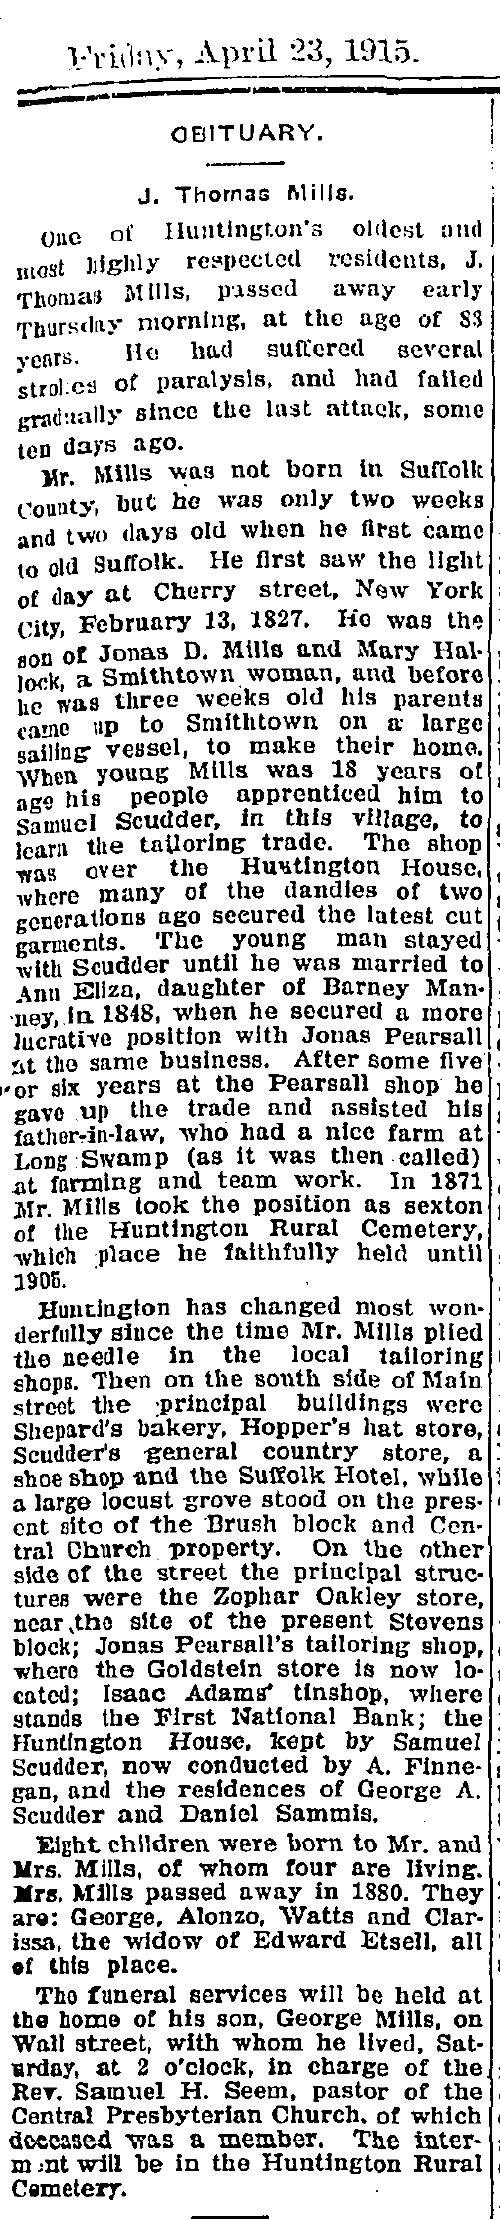 Friday, April 23, 1915.
OBITUARY.
J. Thomas Mills.
One of Huntington's oldest and
most highly respected residents, J.
Thomas Mills, passed away early
Thursday morning, at the age of 88
years. He had suffered several
strokes of paralysis, and had failed
gradually since the last attack, some
ten days ago.
Mr. Mills was not born in Suffolk
County, but he was only two weeks
and two days old when he first came
to old Suffolk. He first saw the light
of day at Cherry street, New York
City, February 13, 1827. He was the
son of Jonas D. Mills and Mary Hal-
lock, a Smithtown woman, and before
he was three weeks old his parents
came up to Smithtown on a large
sailing vessel, to make their home.
When young Mills was 18 years of
age his people apprenticed him to
Samuel Scudder, in this village, to
learn the tailoring trade. The shop
was over the Huntington House,
where many of the dandies of two
generations ago secured the latest cut
garments. The young man stayed
with Scudder until he was married to
Ann Eliza, daughter of Barney Man-
ney, in 1848, when he secured a more
lucrative position with Jonas Pearsall
at the same business. After some five
or six years at the Pearsall shop he
gave up the trade and assisted his
father-in-law, who had a nice farm at
Long Swamp (as it was then called)
at farming and team work. In 1871
Mr. Mills took the position as sexton
of the Huntington Rural Cemetery,
which place he faithfully held until
1905.
Huntington has changed most won-
derfully since the time Mr. Mills plied
the needle in the local tailoring
shops. Then on the south side of Main
street the principal buildings were
Shepard's bakery, Hopper's hat store,
Scudder's general country store, a
shoe shop and the Suffolk Hotel, while
a large locust grove stood on the pres-
ent site of the Brush block and Cen-
tral Church property. On the other
side of the street the principal struc-
tures were the Zophar Oakley store,
near the site of the present Stevens
block; Jonas Pearsall's tailoring shop,
where the Goldstein store is now lo-
cated; Isaac Adams' tinshop, where
stands the First National Bank; the
Huntington House, kept by Samuel
Scudder, now conducted by A. Finne-
gan, and the residences of George A.
Scudder and Daniel Sammis.
Eight children were born to Mr. and
Mrs. Mills, of whom four are living.
Mrs. Mills passed away in 1880. They
are: George, Alonzo, Watts and Clar-
issa, the widow of Edward Etsell, all
of this place.
The funeral services will be held at
the home of his son, George Mills, on
Wall street, with whom he lived, Sat-
urday, at 2 o'clock, in charge of the
Rev. Samuel H. Seem, pastor of the
Central Presbyterian Church, of which
deceased was a member. The inter-
ment will be in the Huntington Rural
Cemetery.